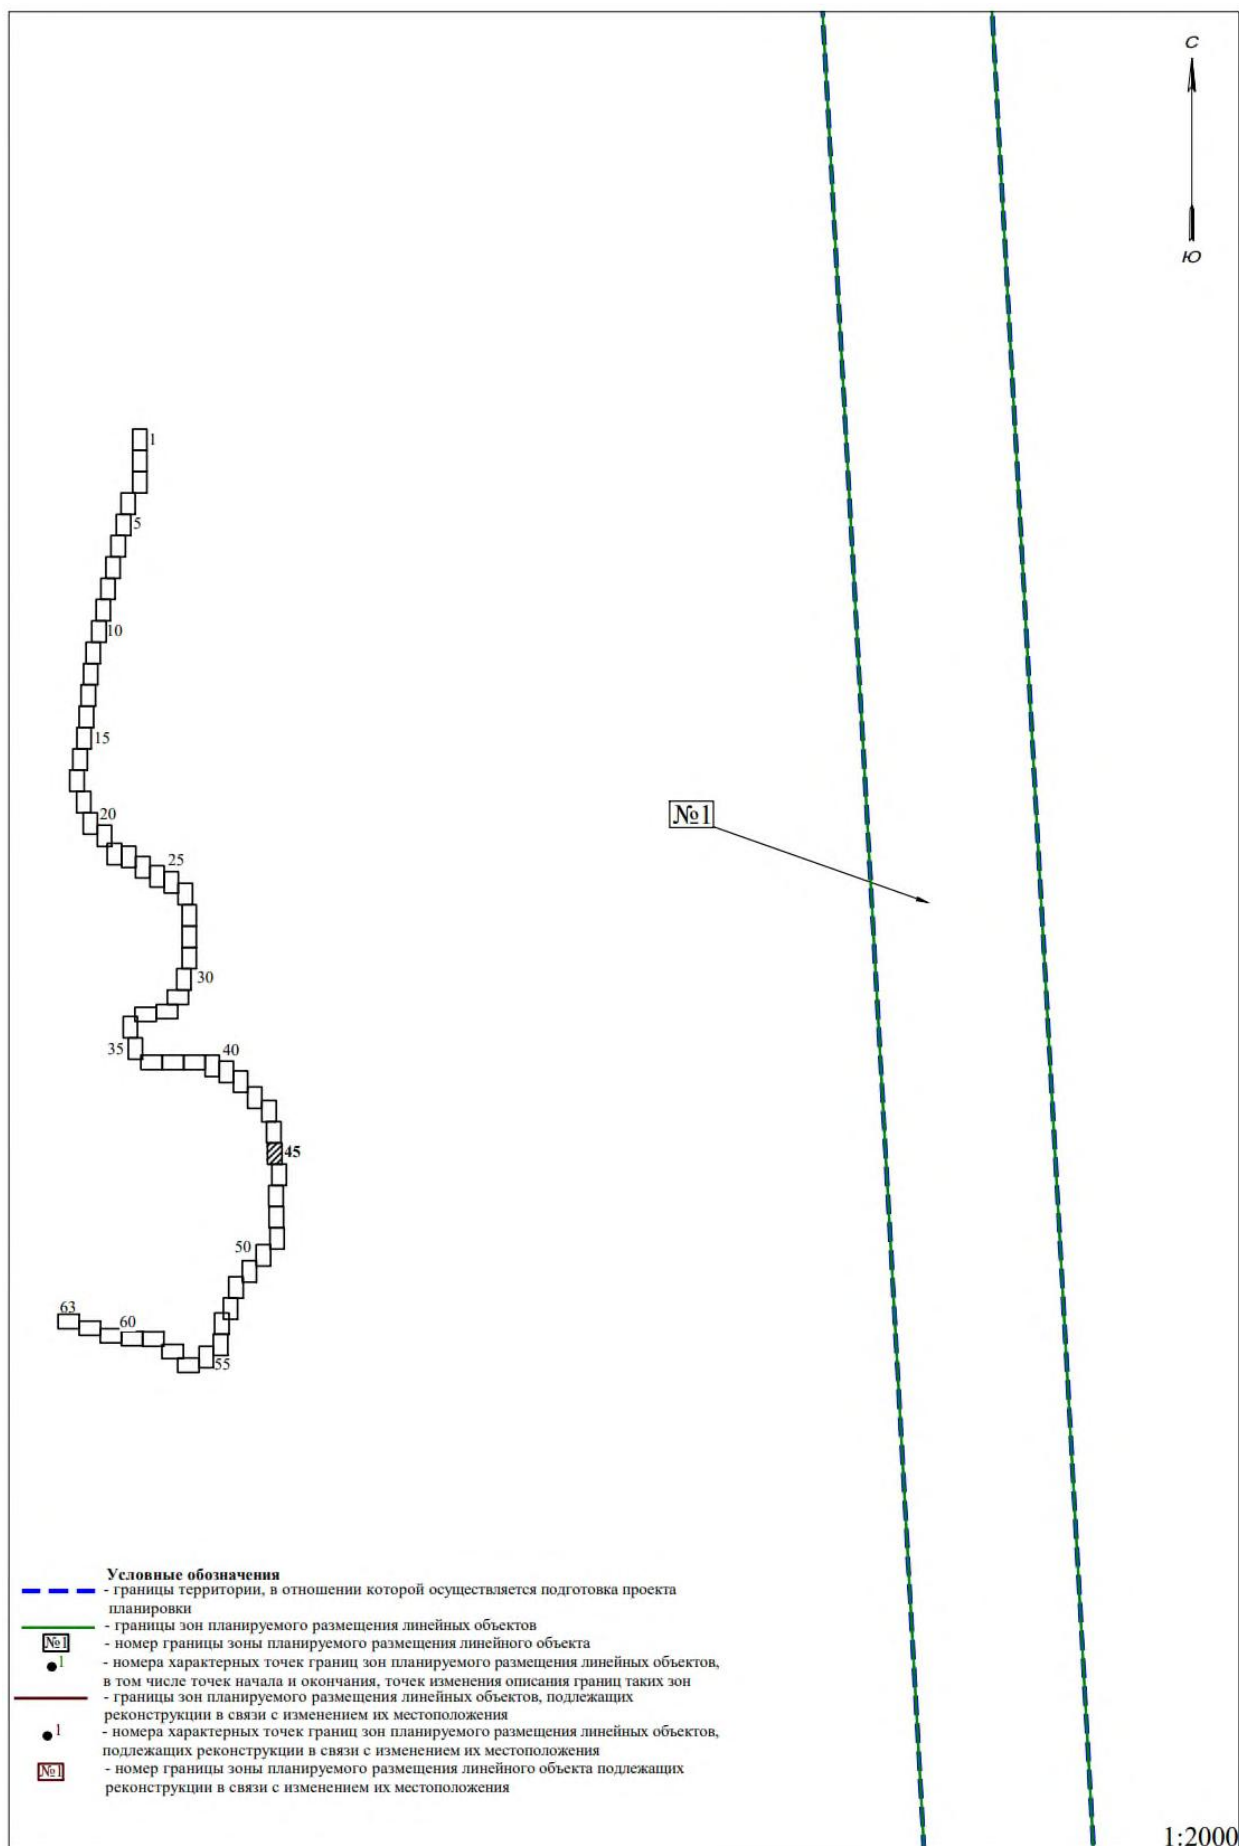 С
Ю
1
5
10
15
20
25
30
35
40
45
50
55
60
63
№1
Условные обозначения
- границы территории, в отношении которой осуществляется подготовка проекта
планировки
- границы зон планируемого размещения линейных объектов
№1 - номер границы зоны планируемого размещения линейного объекта
1 - номера характерных точек границ зон планируемого размещения линейных объектов,
в том числе точек начала и окончания, точек изменения описания границ таких зон
- границы зон планируемого размещения линейных объектов, подлежащих
реконструкции в связи с изменением их местоположения
1 - номера характерных точек границ зон планируемого размещения линейных объектов,
подлежащих реконструкции в связи с изменением их местоположения
№1 - номер границы зоны планируемого размещения линейного объекта подлежащих
реконструкции в связи с изменением их местоположения
1:2000